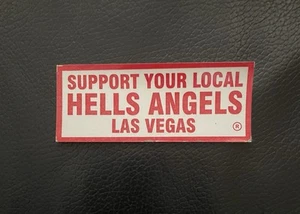 SUPPORT YOUR LOCAL
HELLS ANGELS
LAS VEGAS ®